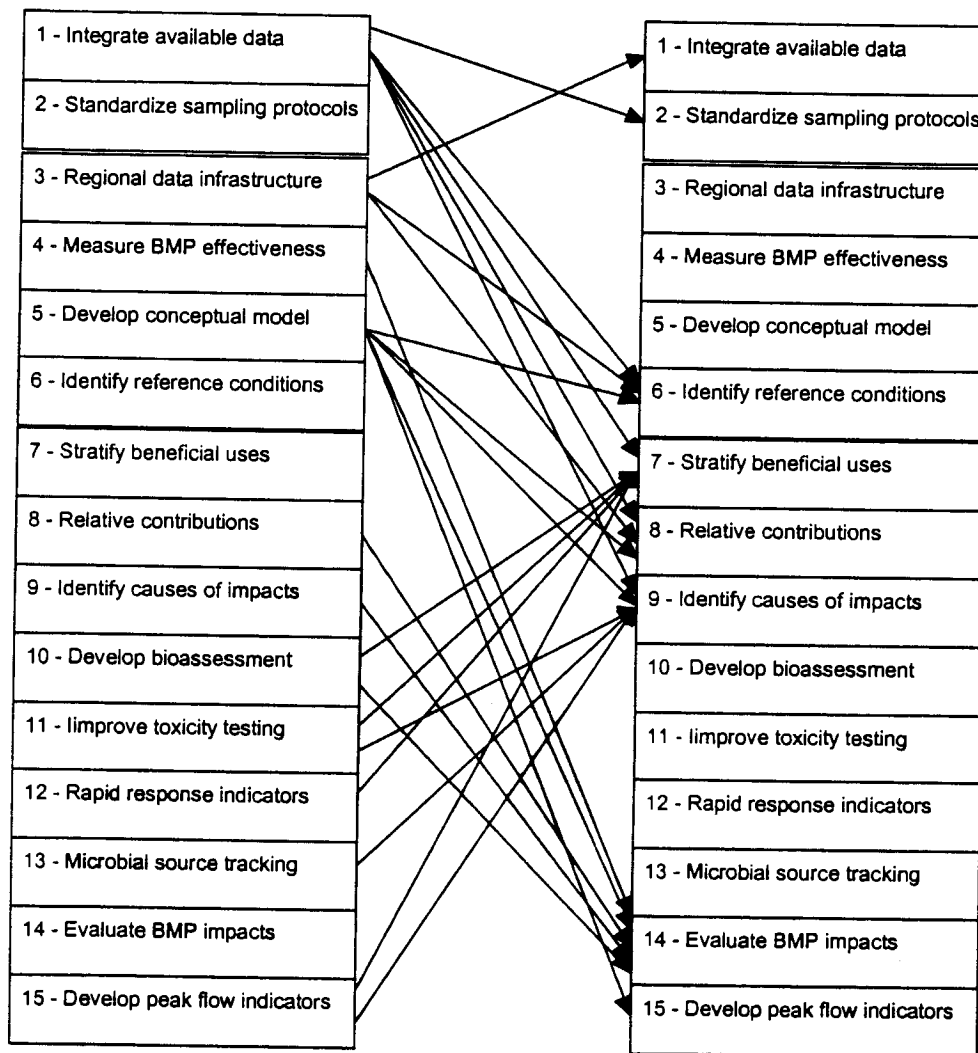 1 - Integrate available data
2 - Standardize sampling protocols
3 - Regional data infrastructure
4 - Measure BMP effectiveness
5 - Develop conceptual model
6 - Identify reference conditions
7 - Stratify beneficial uses
8 - Relative contributions
9 - Identify causes of impacts
10 - Develop bioassessment
11 - Iimprove toxicity testing
12 - Rapid response indicators
13 - Microbial source tracking
14 - Evaluate BMP impacts
15 - Develop peak flow indicators
1 - Integrate available data
2 - Standardize sampling protocols
3 - Regional data infrastructure
4 - Measure BMP effectiveness
5 - Develop conceptual model
6 - Identify reference conditions
7 - Stratify beneficial uses
8 - Relative contributions
9 - Identify causes of impacts
10 - Develop bioassessment
11 - Iimprove toxicity testing
12 - Rapid response indicators
13 - Microbial source tracking
14 - Evaluate BMP impacts
15 - Develop peak flow indicators